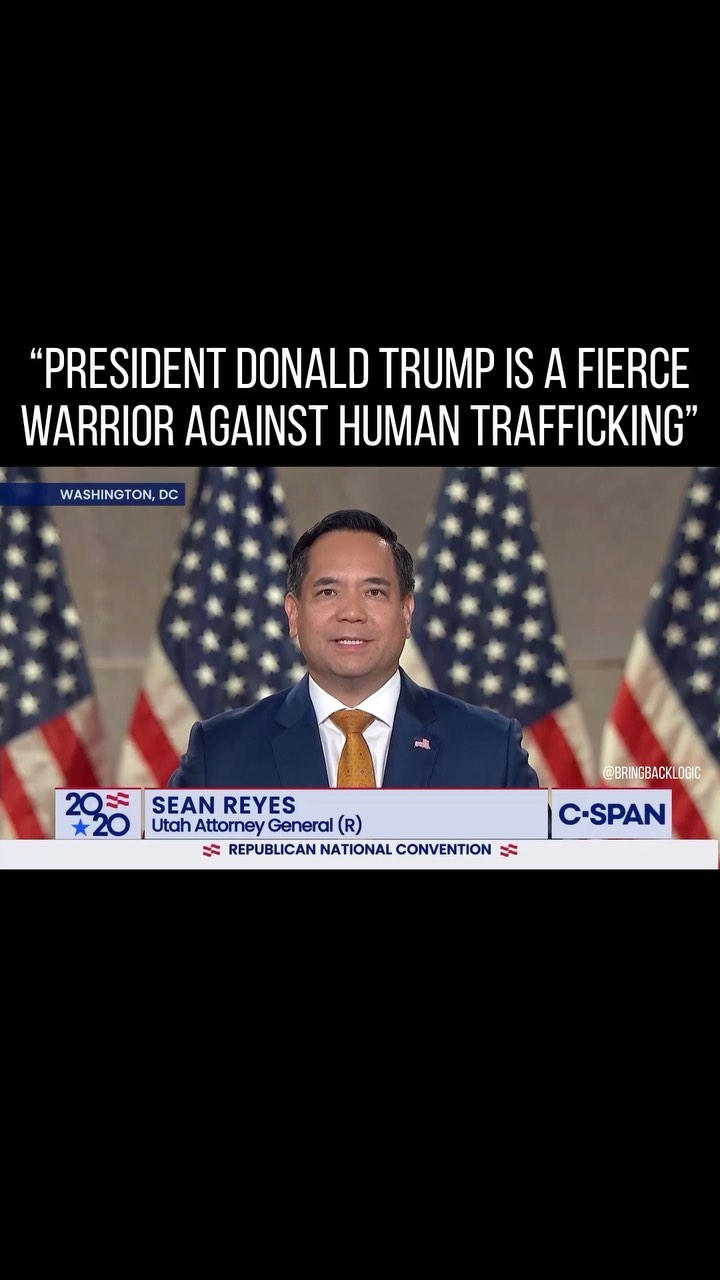 “PRESIDENT DONALD TRUMP IS A FIERCE
WARRIOR AGAINST HUMAN TRAFFICKING”
WASHINGTON, DC
@BRINGBACKLOGIC
2020
SEAN REYES
Utah Attorney General (R)
C-SPAN
REPUBLICAN NATIONAL CONVENTION